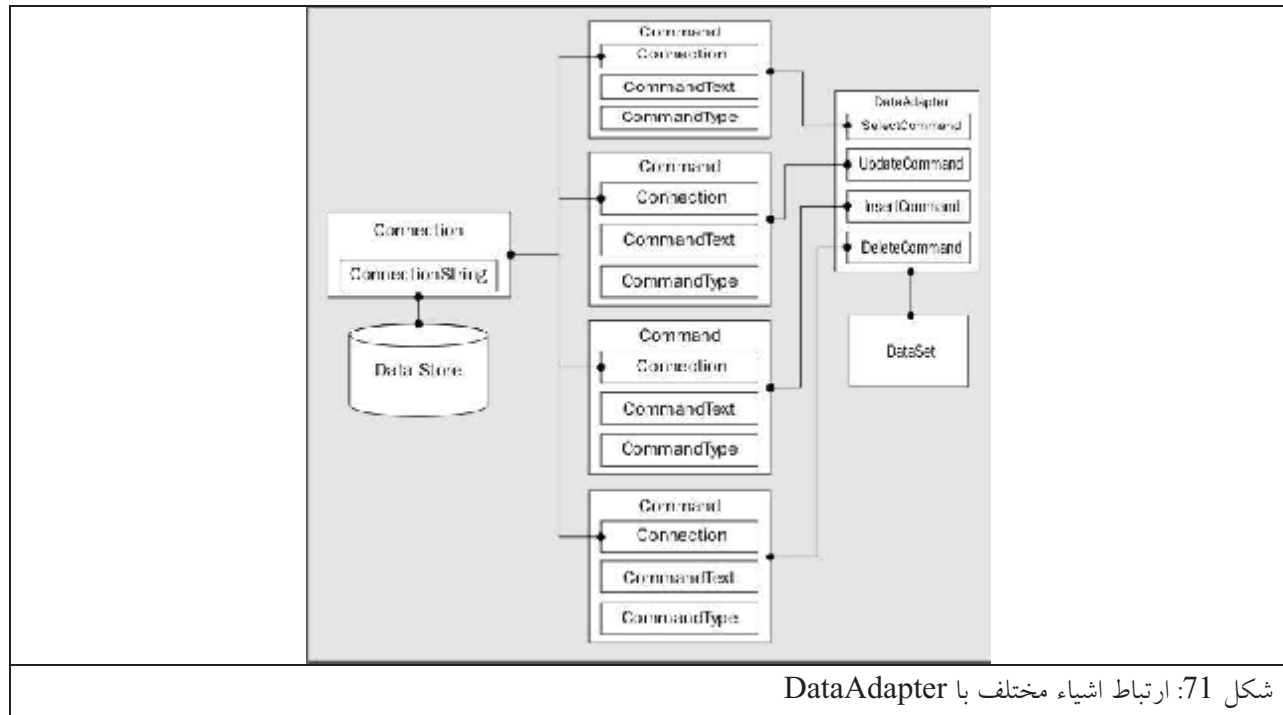 Command
Connection
CommandText
CommandType
Command
Connection
CommandText
CommandType
Command
Connection
CommandText
CommandType
Command
Connection
CommandText
CommandType
Connection
ConnectionString
Data Store
DataAdapter
SelectCommand
UpdateCommand
InsertCommand
DeleteCommand
DataSet
شکل 71: ارتباط اشیاء مختلف با DataAdapter